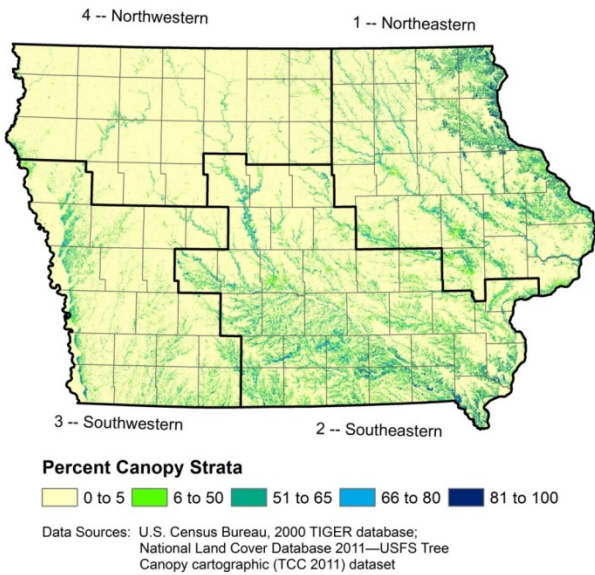 4 -- Northwestern
1 -- Northeastern
3 -- Southwestern
2 -- Southeastern
Percent Canopy Strata
0 to 5
6 to 50
51 to 65
66 to 80
81 to 100
Data Sources: U.S. Census Bureau, 2000 TIGER database;
National Land Cover Database 2011—USFS Tree
Canopy cartographic (TCC 2011) dataset